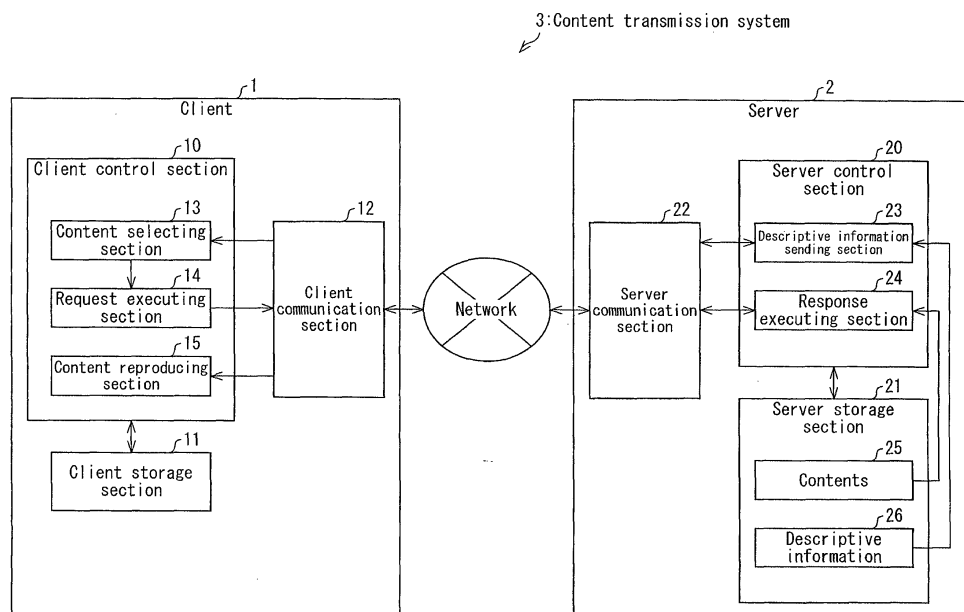 3:Content transmission system
1
Client
10
Client control section
13
Content selecting
section
14
Request executing
section
15
Content reproducing
section
11
Client storage
section
12
Client
communication
section
Network
2
Server
22
Server
communication
section
20
Server control
section
23
Descriptive information
sending section
24
Response
executing section
21
Server storage
section
25
Contents
26
Descriptive
information